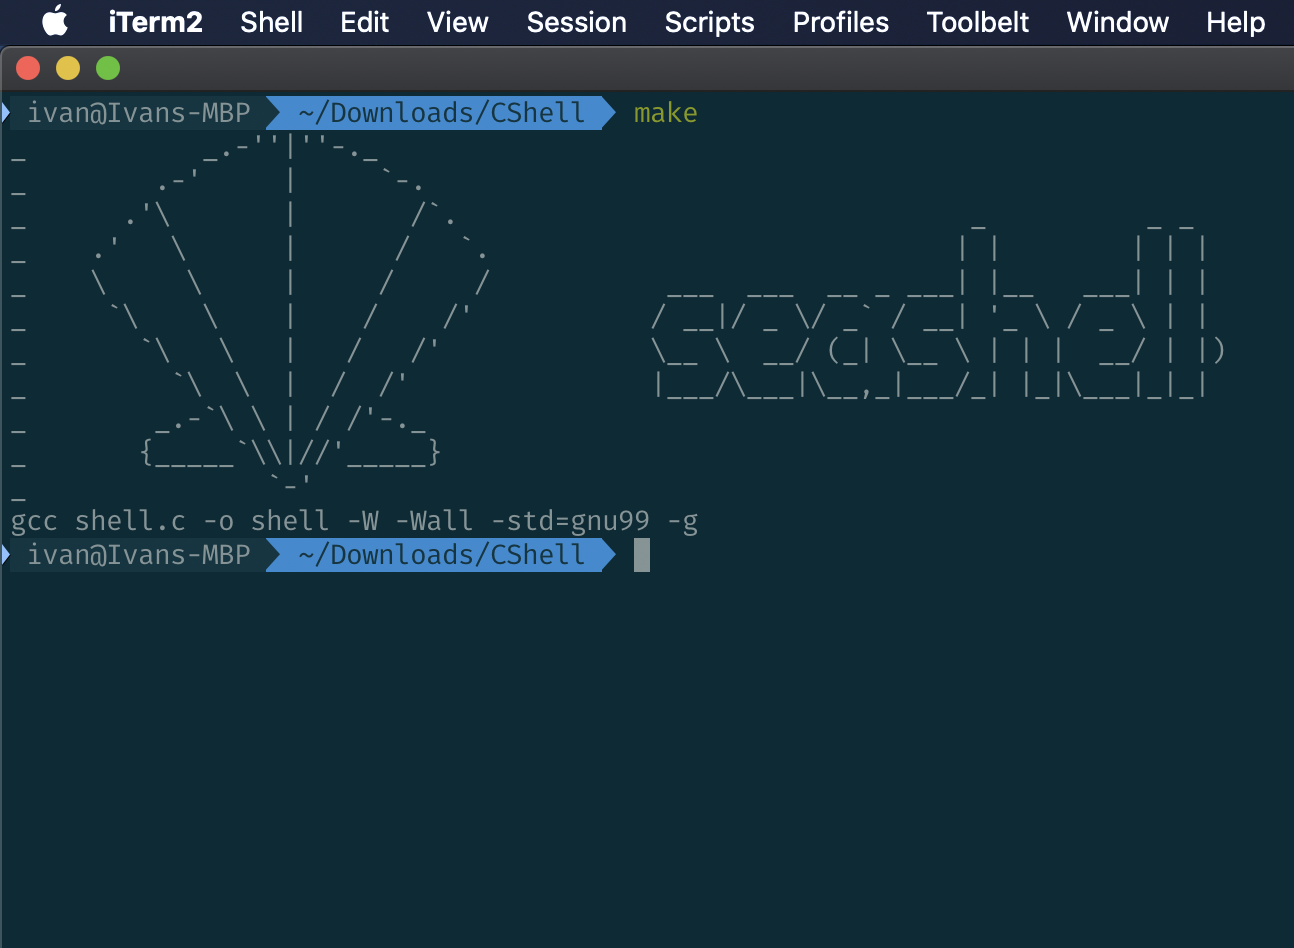 iTerm2 Shell Edit View Session Scripts Profiles Toolbelt Window Help
ivan@Ivans-MBP ~/Downloads/CShell make
seashell
gcc shell.c -o shell -W -Wall -std=gnu99 -g
ivan@Ivans-MBP ~/Downloads/CShell